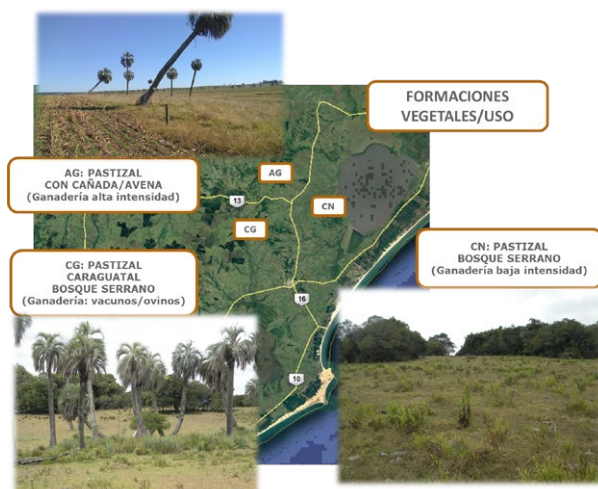 FORMACIONES
VEGETALES/USO
AG: PASTIZAL
CON CAÑADA/AVENA
(Ganadería alta intensidad)
AG
13
CN
CG
CG: PASTIZAL
CARAGUATAL
BOSQUE SERRANO
(Ganadería: vacunos/ovinos)
CN: PASTIZAL
BOSQUE SERRANO
(Ganadería baja intensidad)
16
10